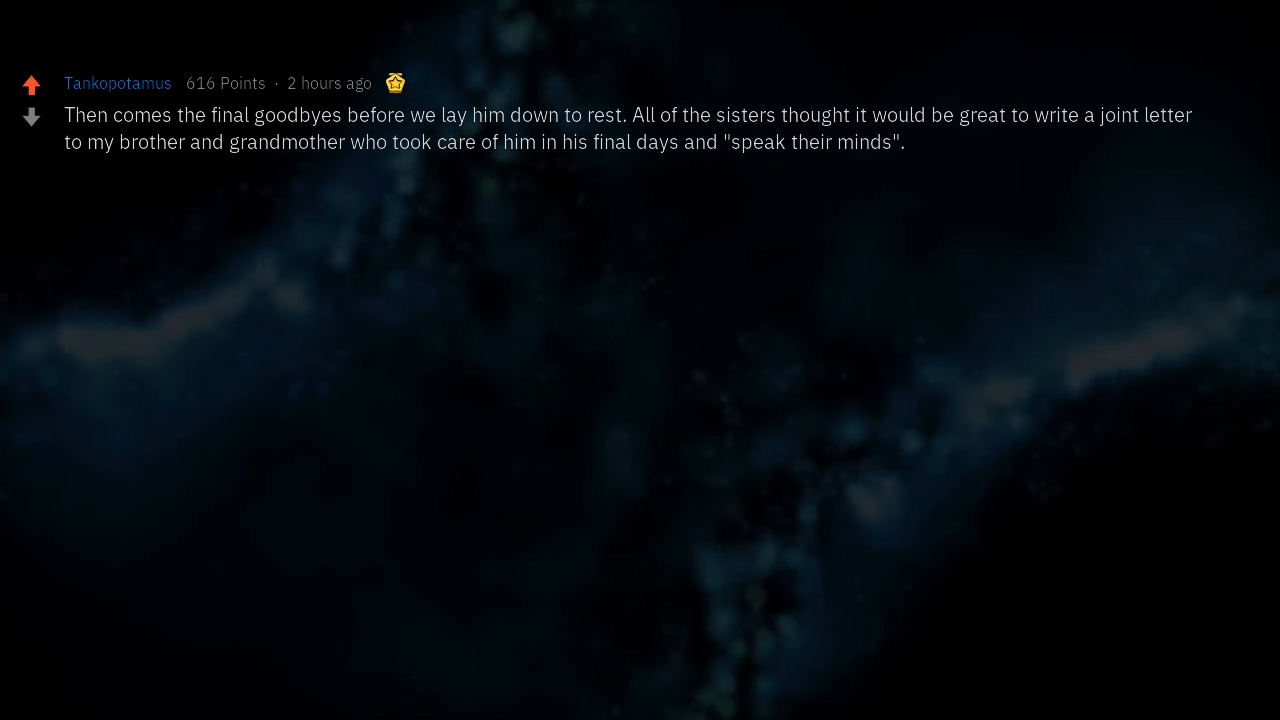 Tankopotamus 616 Points · 2 hours ago
Then comes the final goodbyes before we lay him down to rest. All of the sisters thought it would be great to write a joint letter
to my brother and grandmother who took care of him in his final days and "speak their minds".